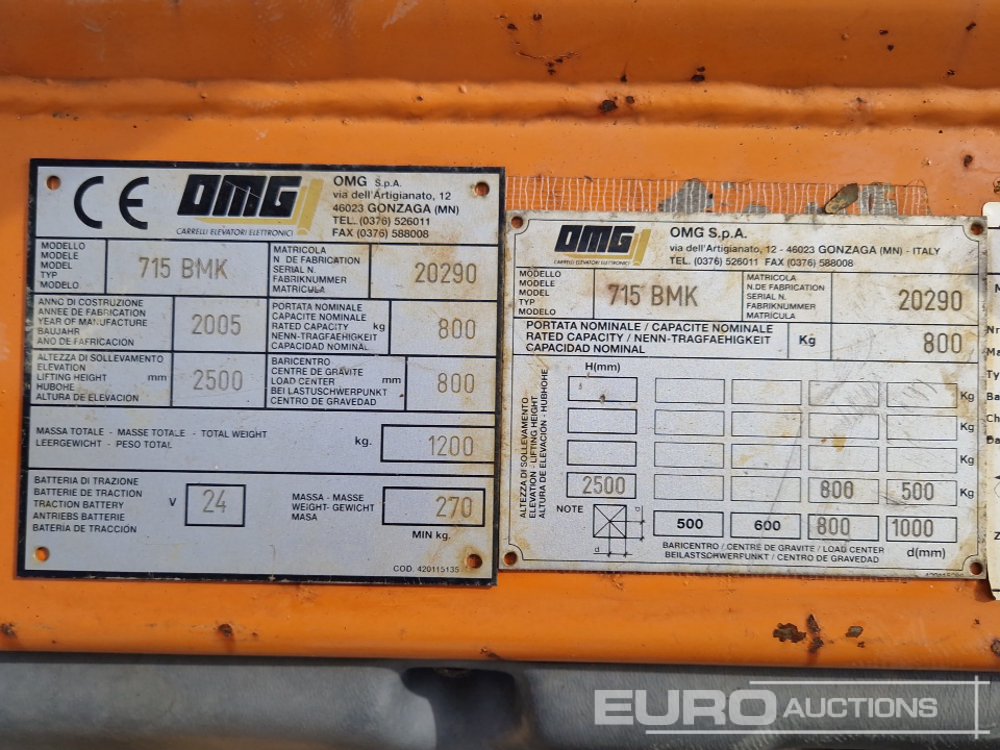 CE
OMG
CARRELLI ELEVATORI ELETTRONICI
OMG S.p.A.
via dell'Artigianato, 12
46023 GONZAGA (MN)
TEL. (0376) 526011
FAX (0376) 588008
MODELLO
MODELE
MODEL
TYP
MODELO
715 BMK
MATRICOLA
N DE FABRICATION
SERIAL N.
FABRIKNUMMER
MATRICULA
20290
ANNO DI COSTRUZIONE
ANNEE DE FABRICATION
YEAR OF MANUFACTURE
BAUJAHR
ANO DE FABRICACION
2005
PORTATA NOMINALE
CAPACITE NOMINALE
RATED CAPACITY kg
NENN-TRAGFAEHIGKEIT
CAPACIDAD NOMINAL
800
ALTEZZA DI SOLLEVAMENTO
ELEVATION
LIFTING HEIGHT mm
HUBOHE
ALTURA DE ELEVACION
2500
BARICENTRO
CENTRE DE GRAVITE
LOAD CENTER mm
BEI LASTUSCHWERPUNKT
CENTRO DE GRAVEDAD
800
MASSA TOTALE - MASSE TOTALE - TOTAL WEIGHT
LEERGEWICHT - PESO TOTAL
kg.
1200
BATTERIA DI TRAZIONE
BATTERIE DE TRACTION
TRACTION BATTERY
ANTRIEBS BATTERIE
BATERIA DE TRACCIÓN
V
24
MASSA - MASSE
WEIGHT- GEWICHT
MASA
270
MIN kg.
COD. 420115135
OMG
CARRELLI ELEVATORI ELETTRONICI
OMG S.p.A.
via dell'Artigianato, 12 - 46023 GONZAGA (MN) - ITALY
TEL. (0376) 526011 FAX (0376) 588008
MODELLO
MODELE
MODEL
TYP
MODELO
715 BMK
MATRICOLA
N.DE FABRICATION
SERIAL N.
FABRIKNUMMER
MATRÍCULA
20290
PORTATA NOMINALE / CAPACITE NOMINALE
RATED CAPACITY / NENN-TRAGFAEHIGKEIT
CAPACIDAD NOMINAL
Kg
800
ALTEZZA DI SOLLEVAMENTO
ELEVATION - LIFTING HEIGHT
ALTURA DE ELEVACIÓN \ HUBHOHE
H(mm)
Kg
Kg
Kg
2500
800
500
Kg
NOTE
d
d
500
600
800
1000
BARICENTRO / CENTRE DE GRAVITE / LOAD CENTER d(mm)
BEILASTSCHWERPUNKT / CENTRO DE GRAVEDAD
Nr
Ma
Ty
Ba
Ch
Da
Z
EURO AUCTIONS